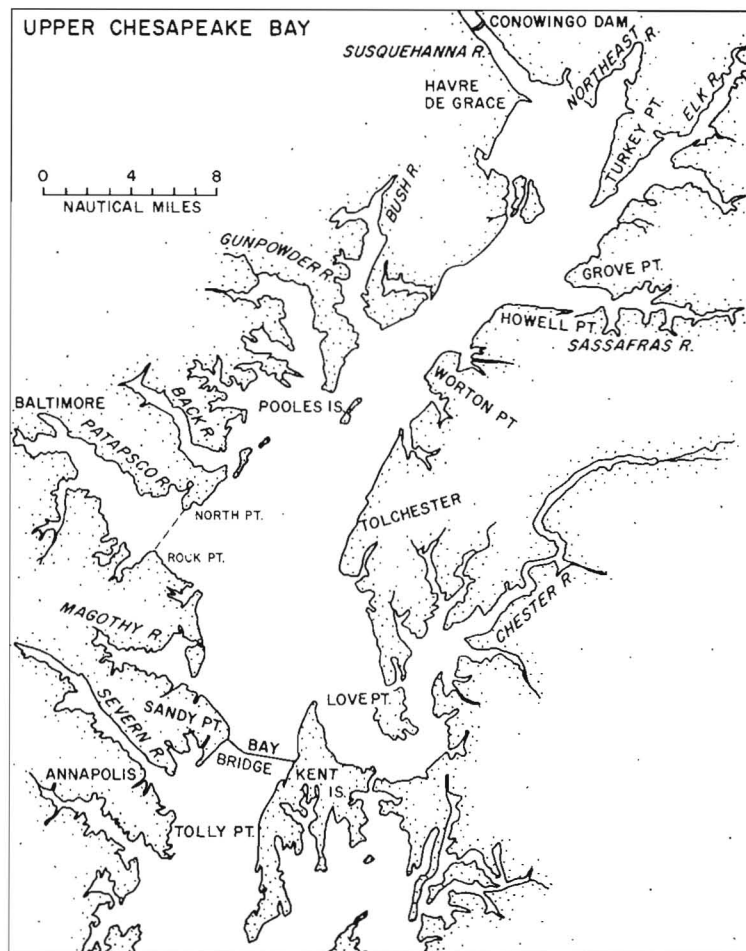 UPPER CHESAPEAKE BAY
CONOWINGO DAM
SUSQUEHANNA R.
NORTHEAST R.
HAVRE
DE GRACE
ELK R.
TURKEY PT.
0 8
NAUTICAL MILES
BUSH R.
GUNPOWDER R.
GROVE PT.
HOWELL PT.
SASSAFRAS R.
WORTON PT
BALTIMORE
BACK R.
POOLES IS.
PATAPSCO R.
TOLCHESTER
NORTH PT.
ROCK PT.
MAGOTHY R.
CHESTER R.
LOVE PT.
SEVERN R.
SANDY PT.
BAY
BRIDGE
KENT
IS.
ANNAPOLIS
TOLLY PT.